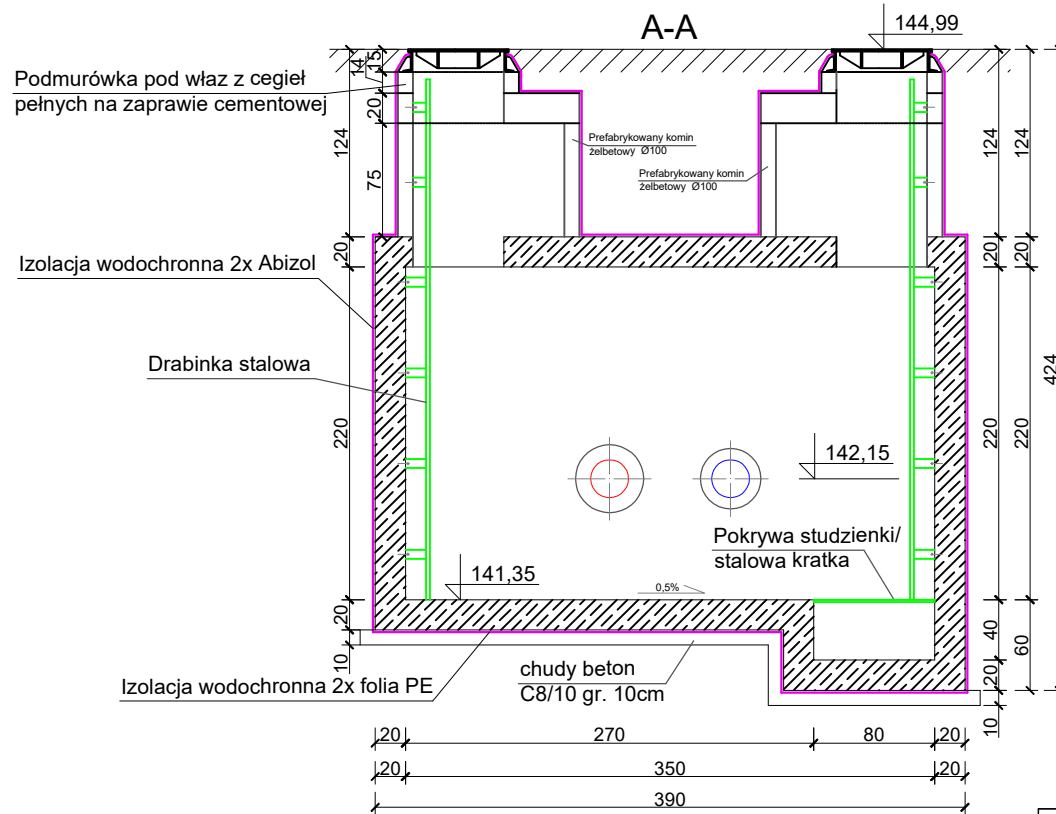 A-A
144,99
Podmurówka pod właz z cegieł
pełnych na zaprawie cementowej
14
15
20
124
75
20
220
20
10
Prefabrykowany komin
żelbetowy Ø100
Prefabrykowany komin
żelbetowy Ø100
124
124
20
20
424
220
220
40
60
20
10
Izolacja wodochronna 2x Abizol
Drabinka stalowa
142,15
Pokrywa studzienki/
stalowa kratka
141,35
0,5%
Izolacja wodochronna 2x folia PE
chudy beton
C8/10 gr. 10cm
20
270
80
20
20
350
20
390